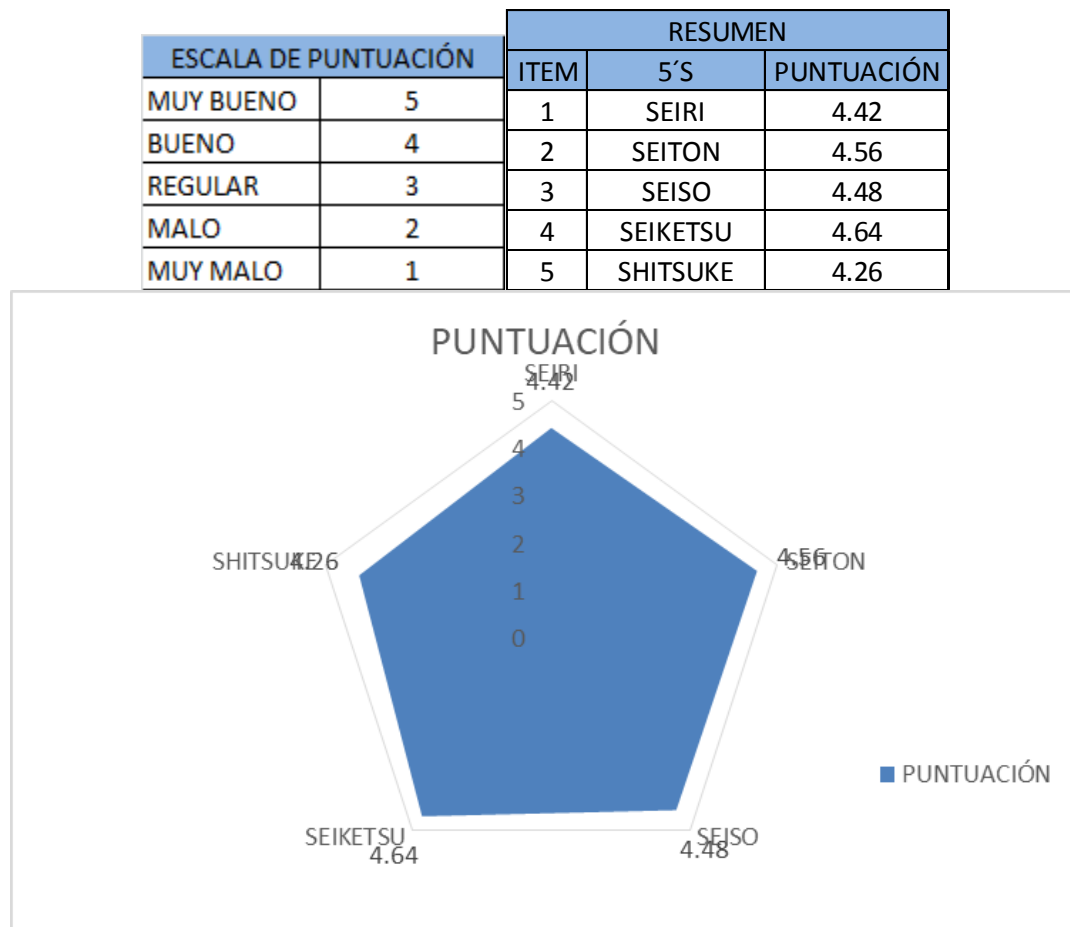 ESCALA DE PUNTUACIÓN
MUY BUENO 5
BUENO 4
REGULAR 3
MALO 2
MUY MALO 1
RESUMEN
ITEM 5´S PUNTUACIÓN
1 SEIRI 4.42
2 SEITON 4.56
3 SEISO 4.48
4 SEIKETSU 4.64
5 SHITSUKE 4.26
PUNTUACIÓN
SEIRI
4.42
5
4
3
2
1
0
SHITSUKE 4.26
4.56 SEITON
SEIKETSU
4.64
SEISO
4.48
PUNTUACIÓN